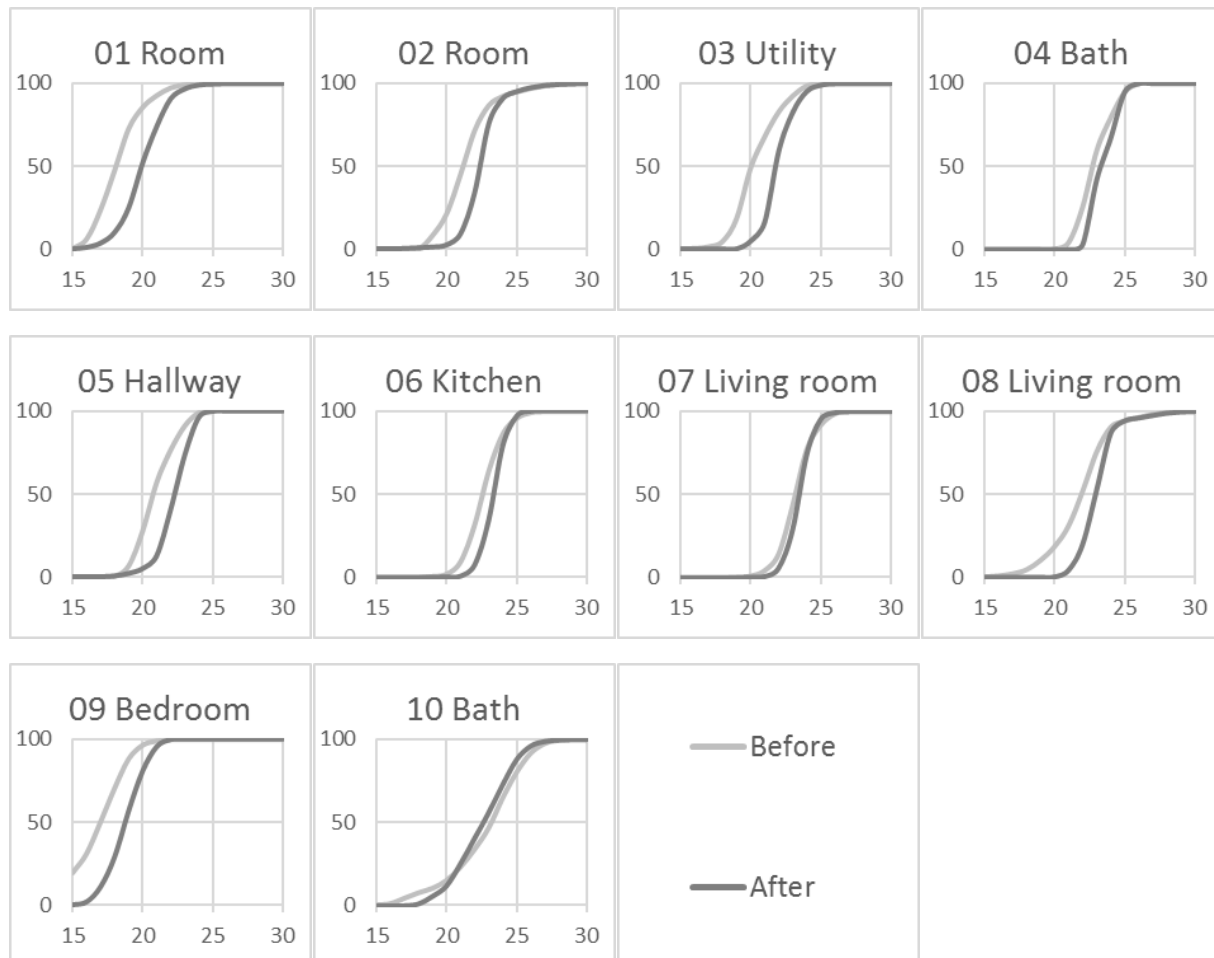 01 Room 02 Room 03 Utility 04 Bath
100 100 100 100
50 50 50 50
0 0 0 0
15 20 25 30 15 20 25 30 15 20 25 30 15 20 25 30
05 Hallway 06 Kitchen 07 Living room 08 Living room
100 100 100 100
50 50 50 50
0 0 0 0
15 20 25 30 15 20 25 30 15 20 25 30 15 20 25 30
09 Bedroom 10 Bath
100 100
Before
50 50
After
0 0
15 20 25 30 15 20 25 30